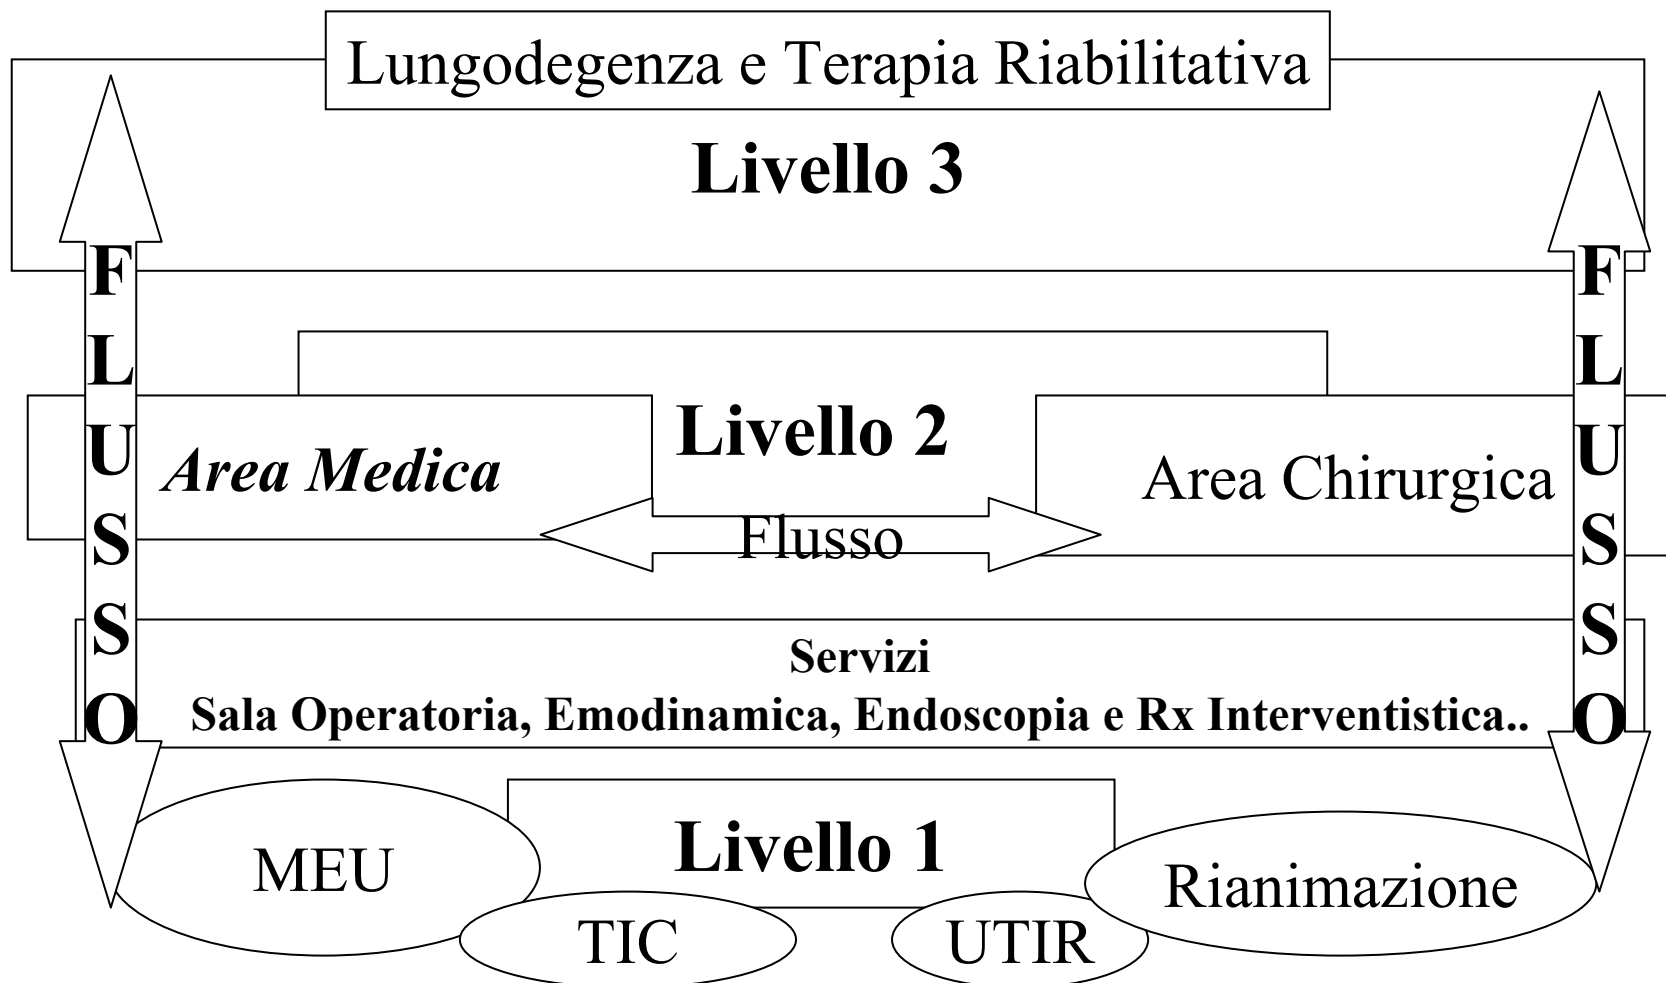 Lungodegenza e Terapia Riabilitativa
Livello 3
FLUSSO
FLUSSO
Livello 2
Area Medica
Area Chirurgica
Flusso
Servizi
Sala Operatoria, Emodinamica, Endoscopia e Rx Interventistica..
Livello 1
MEU
Rianimazione
TIC
UTIR